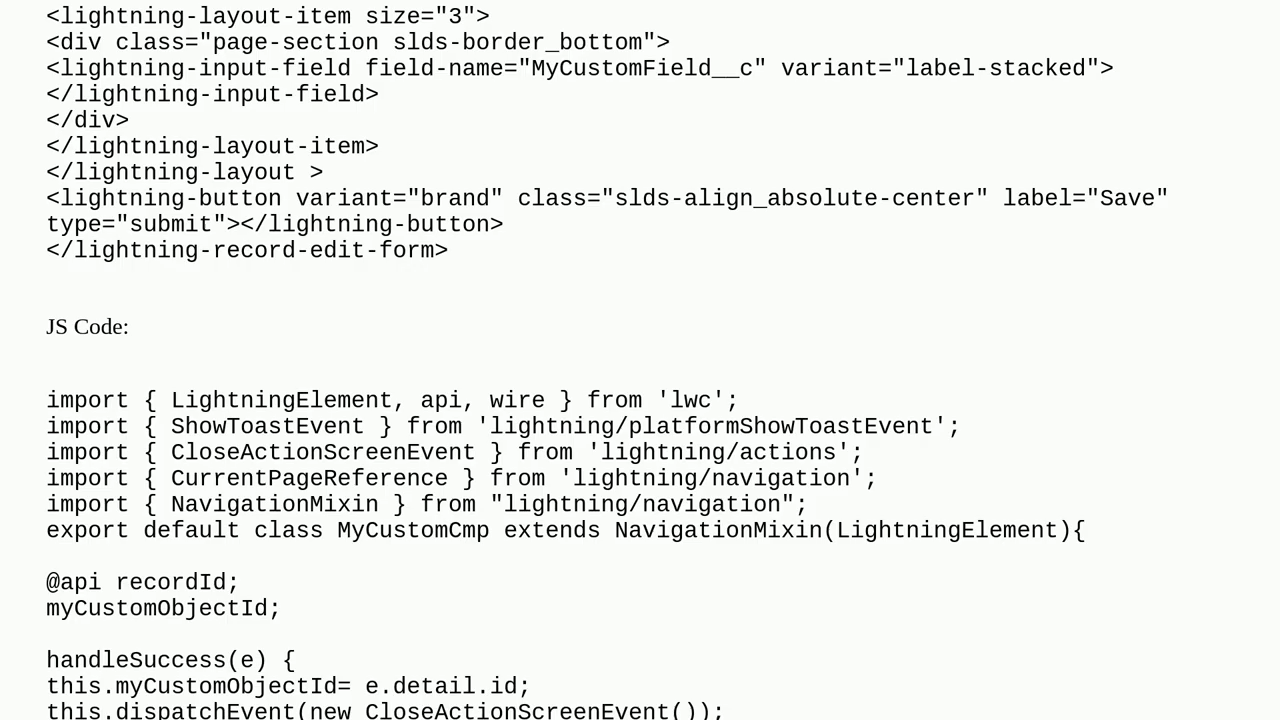 <lightning-layout-item size="3">
<div class="page-section slds-border_bottom">
<lightning-input-field field-name="MyCustomField__c" variant="label-stacked">
</lightning-input-field>
</div>
</lightning-layout-item>
</lightning-layout >
<lightning-button variant="brand" class="slds-align_absolute-center" label="Save"
type="submit"></lightning-button>
</lightning-record-edit-form>
JS Code:
import { LightningElement, api, wire } from 'lwc';
import { ShowToastEvent } from 'lightning/platformShowToastEvent';
import { CloseActionScreenEvent } from 'lightning/actions';
import { CurrentPageReference } from 'lightning/navigation';
import { NavigationMixin } from "lightning/navigation";
export default class MyCustomCmp extends NavigationMixin(LightningElement){
@api recordId;
myCustomObjectId;
handleSuccess(e) {
this.myCustomObjectId= e.detail.id;
this.dispatchEvent(new CloseActionScreenEvent());